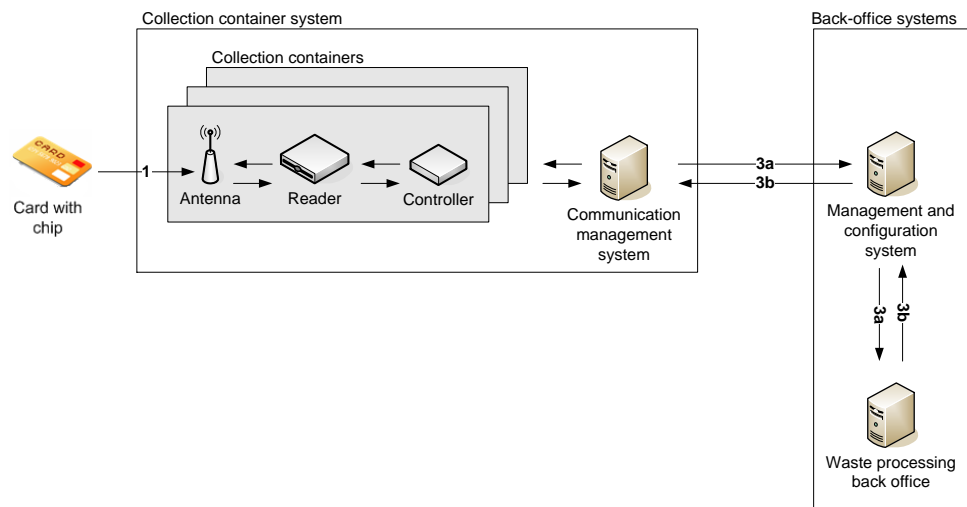 Collection container system
Back-office systems
Collection containers
CARD
1
3a
3b
Antenna
Reader
Controller
Card with
chip
Communication
management
system
Management and
configuration
system
3a
3b
Waste processing
back office